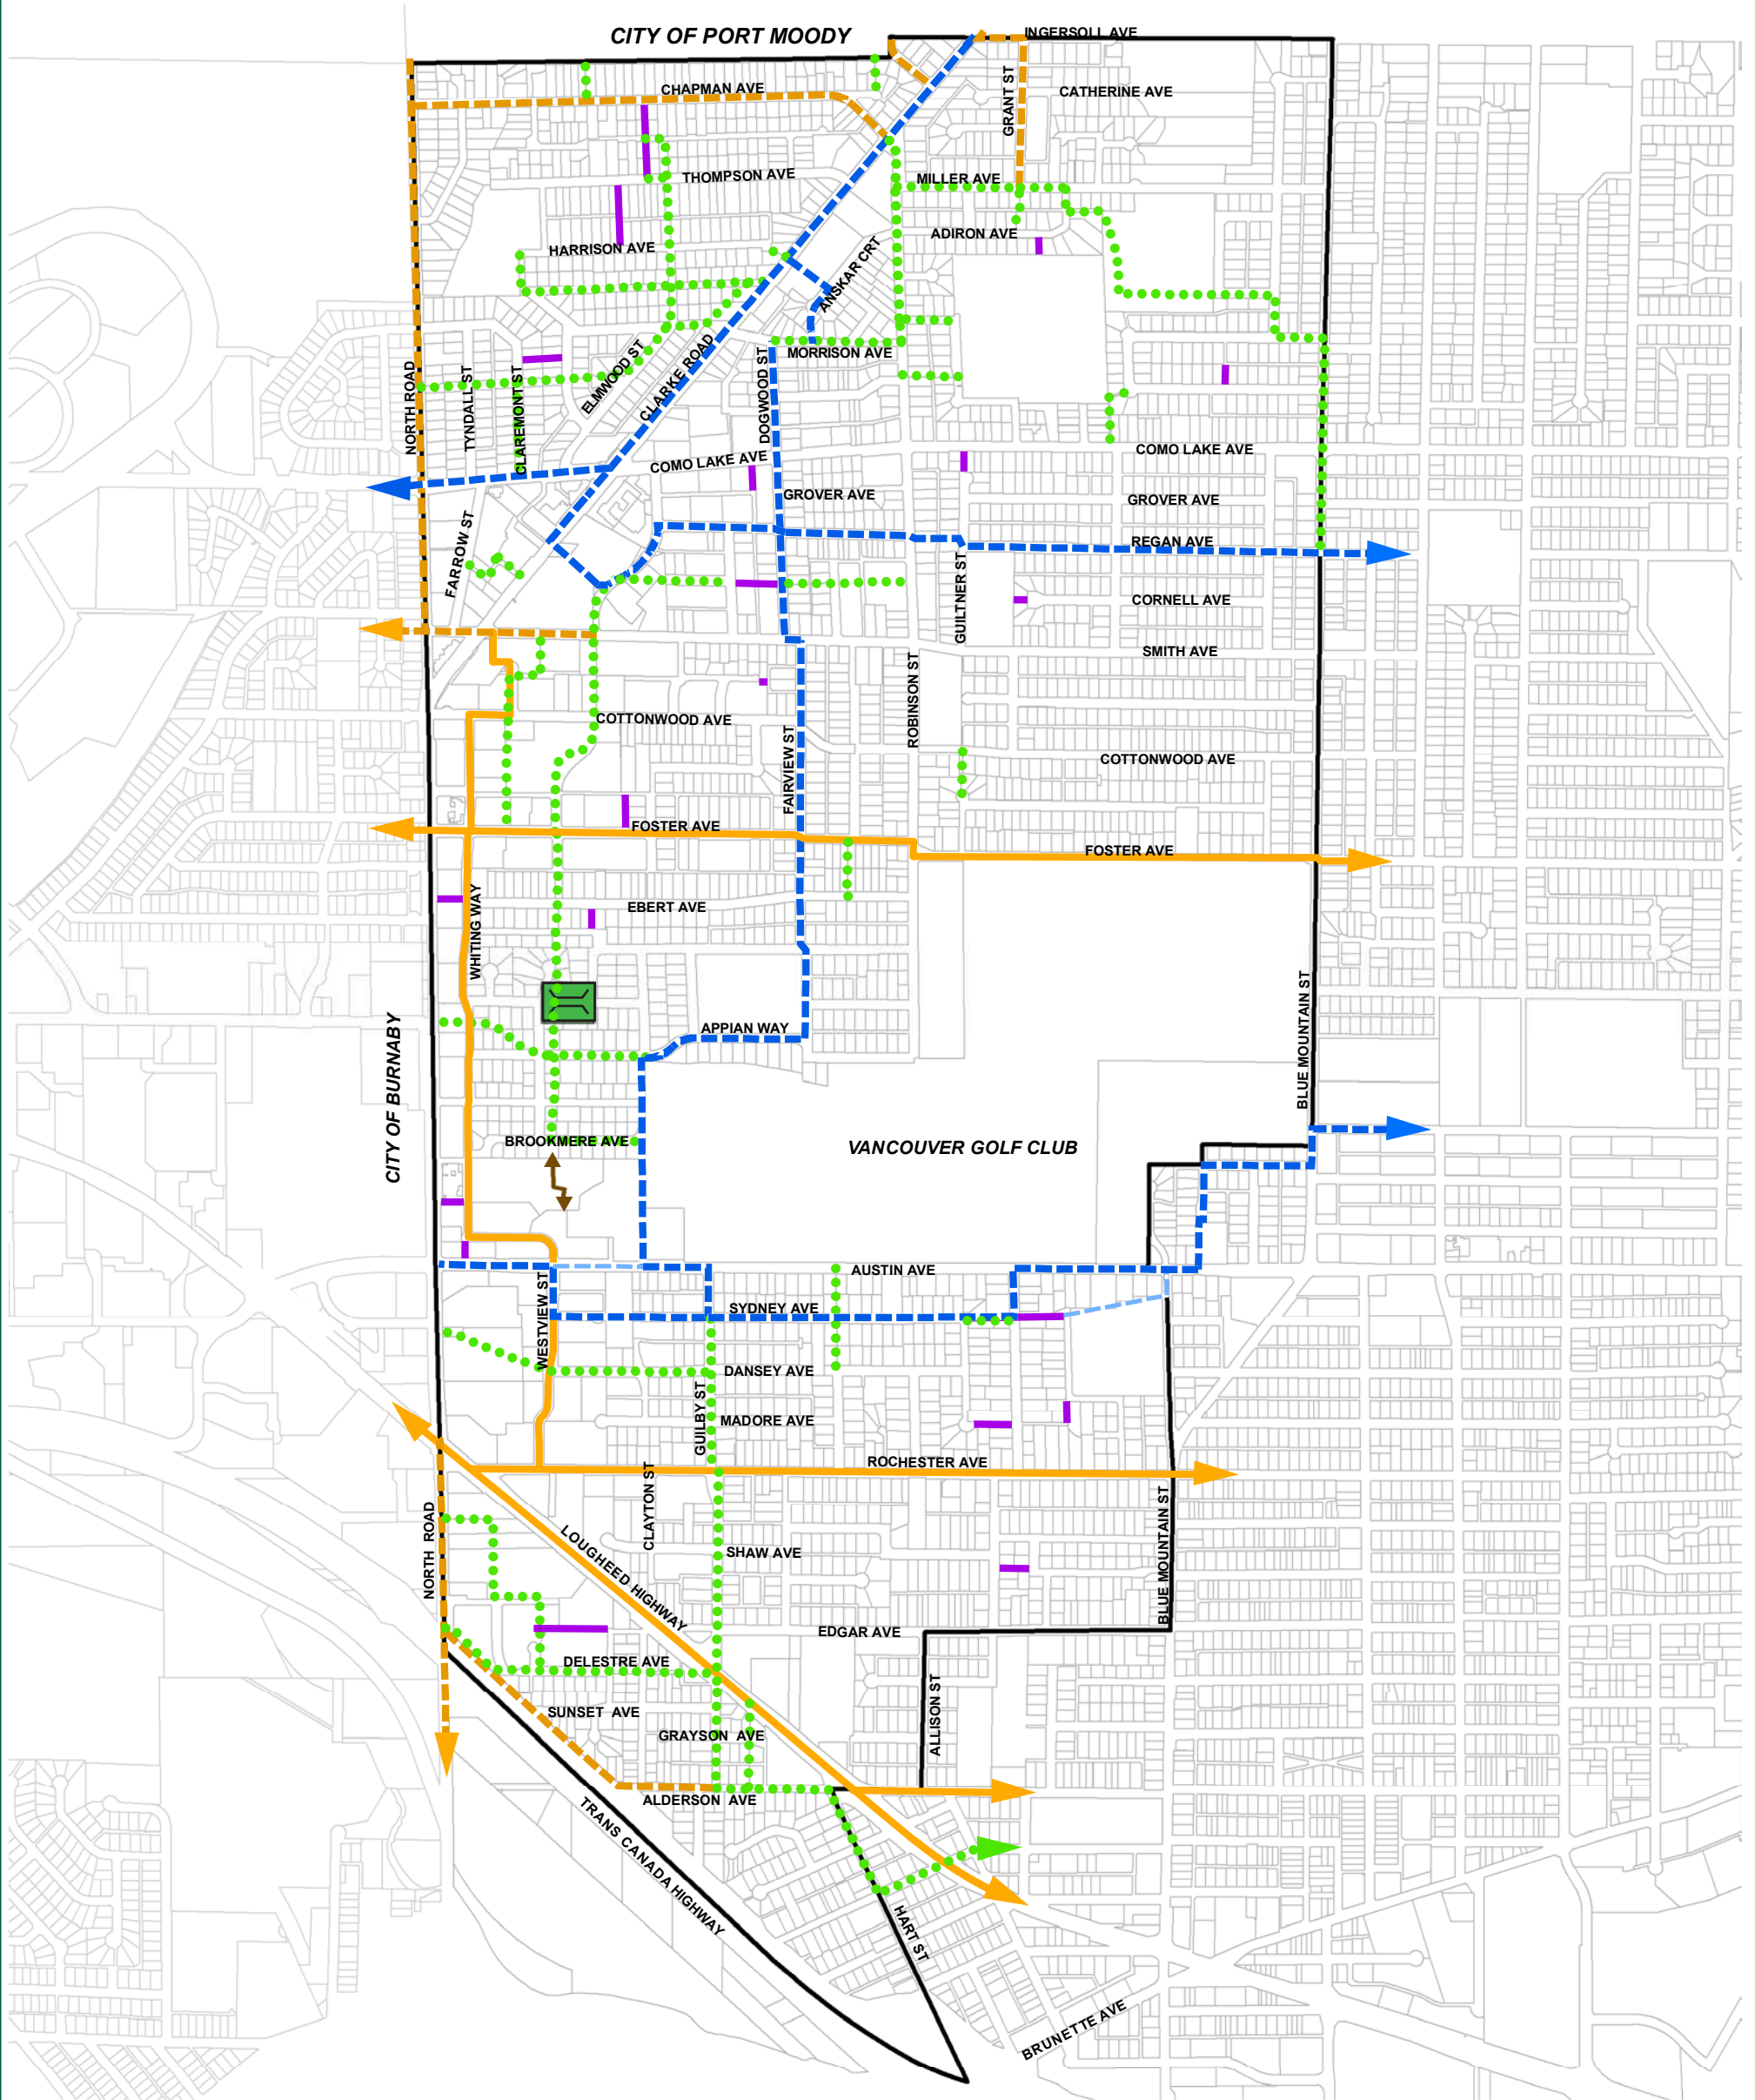 CITY OF PORT MOODY
INGERSOLL AVE
CHAPMAN AVE
GRANT ST
CATHERINE AVE
THOMPSON AVE
MILLER AVE
HARRISON AVE
ADIRON AVE
ANSKAR CRT
MORRISON AVE
NORTH ROAD
TYNDALL ST
CLAREMONT ST
ELMWOOD ST
CLARKE ROAD
DOGWOOD ST
COMO LAKE AVE
COMO LAKE AVE
GROVER AVE
GROVER AVE
FARROW ST
REGAN AVE
GUILTNER ST
CORNELL AVE
SMITH AVE
ROBINSON ST
COTTONWOOD AVE
FAIRVIEW ST
COTTONWOOD AVE
FOSTER AVE
FOSTER AVE
WHITING WAY
EBERT AVE
BLUE MOUNTAIN ST
APPIAN WAY
CITY OF BURNABY
BROOKMERE AVE
VANCOUVER GOLF CLUB
AUSTIN AVE
WESTVIEW ST
SYDNEY AVE
DANSEY AVE
GUILBY ST
MADORE AVE
ROCHESTER AVE
CLAYTON ST
NORTH ROAD
LOUGHEED HIGHWAY
SHAW AVE
BLUE MOUNTAIN ST
EDGAR AVE
DELESTRE AVE
ALLISON ST
SUNSET AVE
GRAYSON AVE
ALDERSON AVE
TRANS CANADA HIGHWAY
HART ST
BRUNETTE AVE